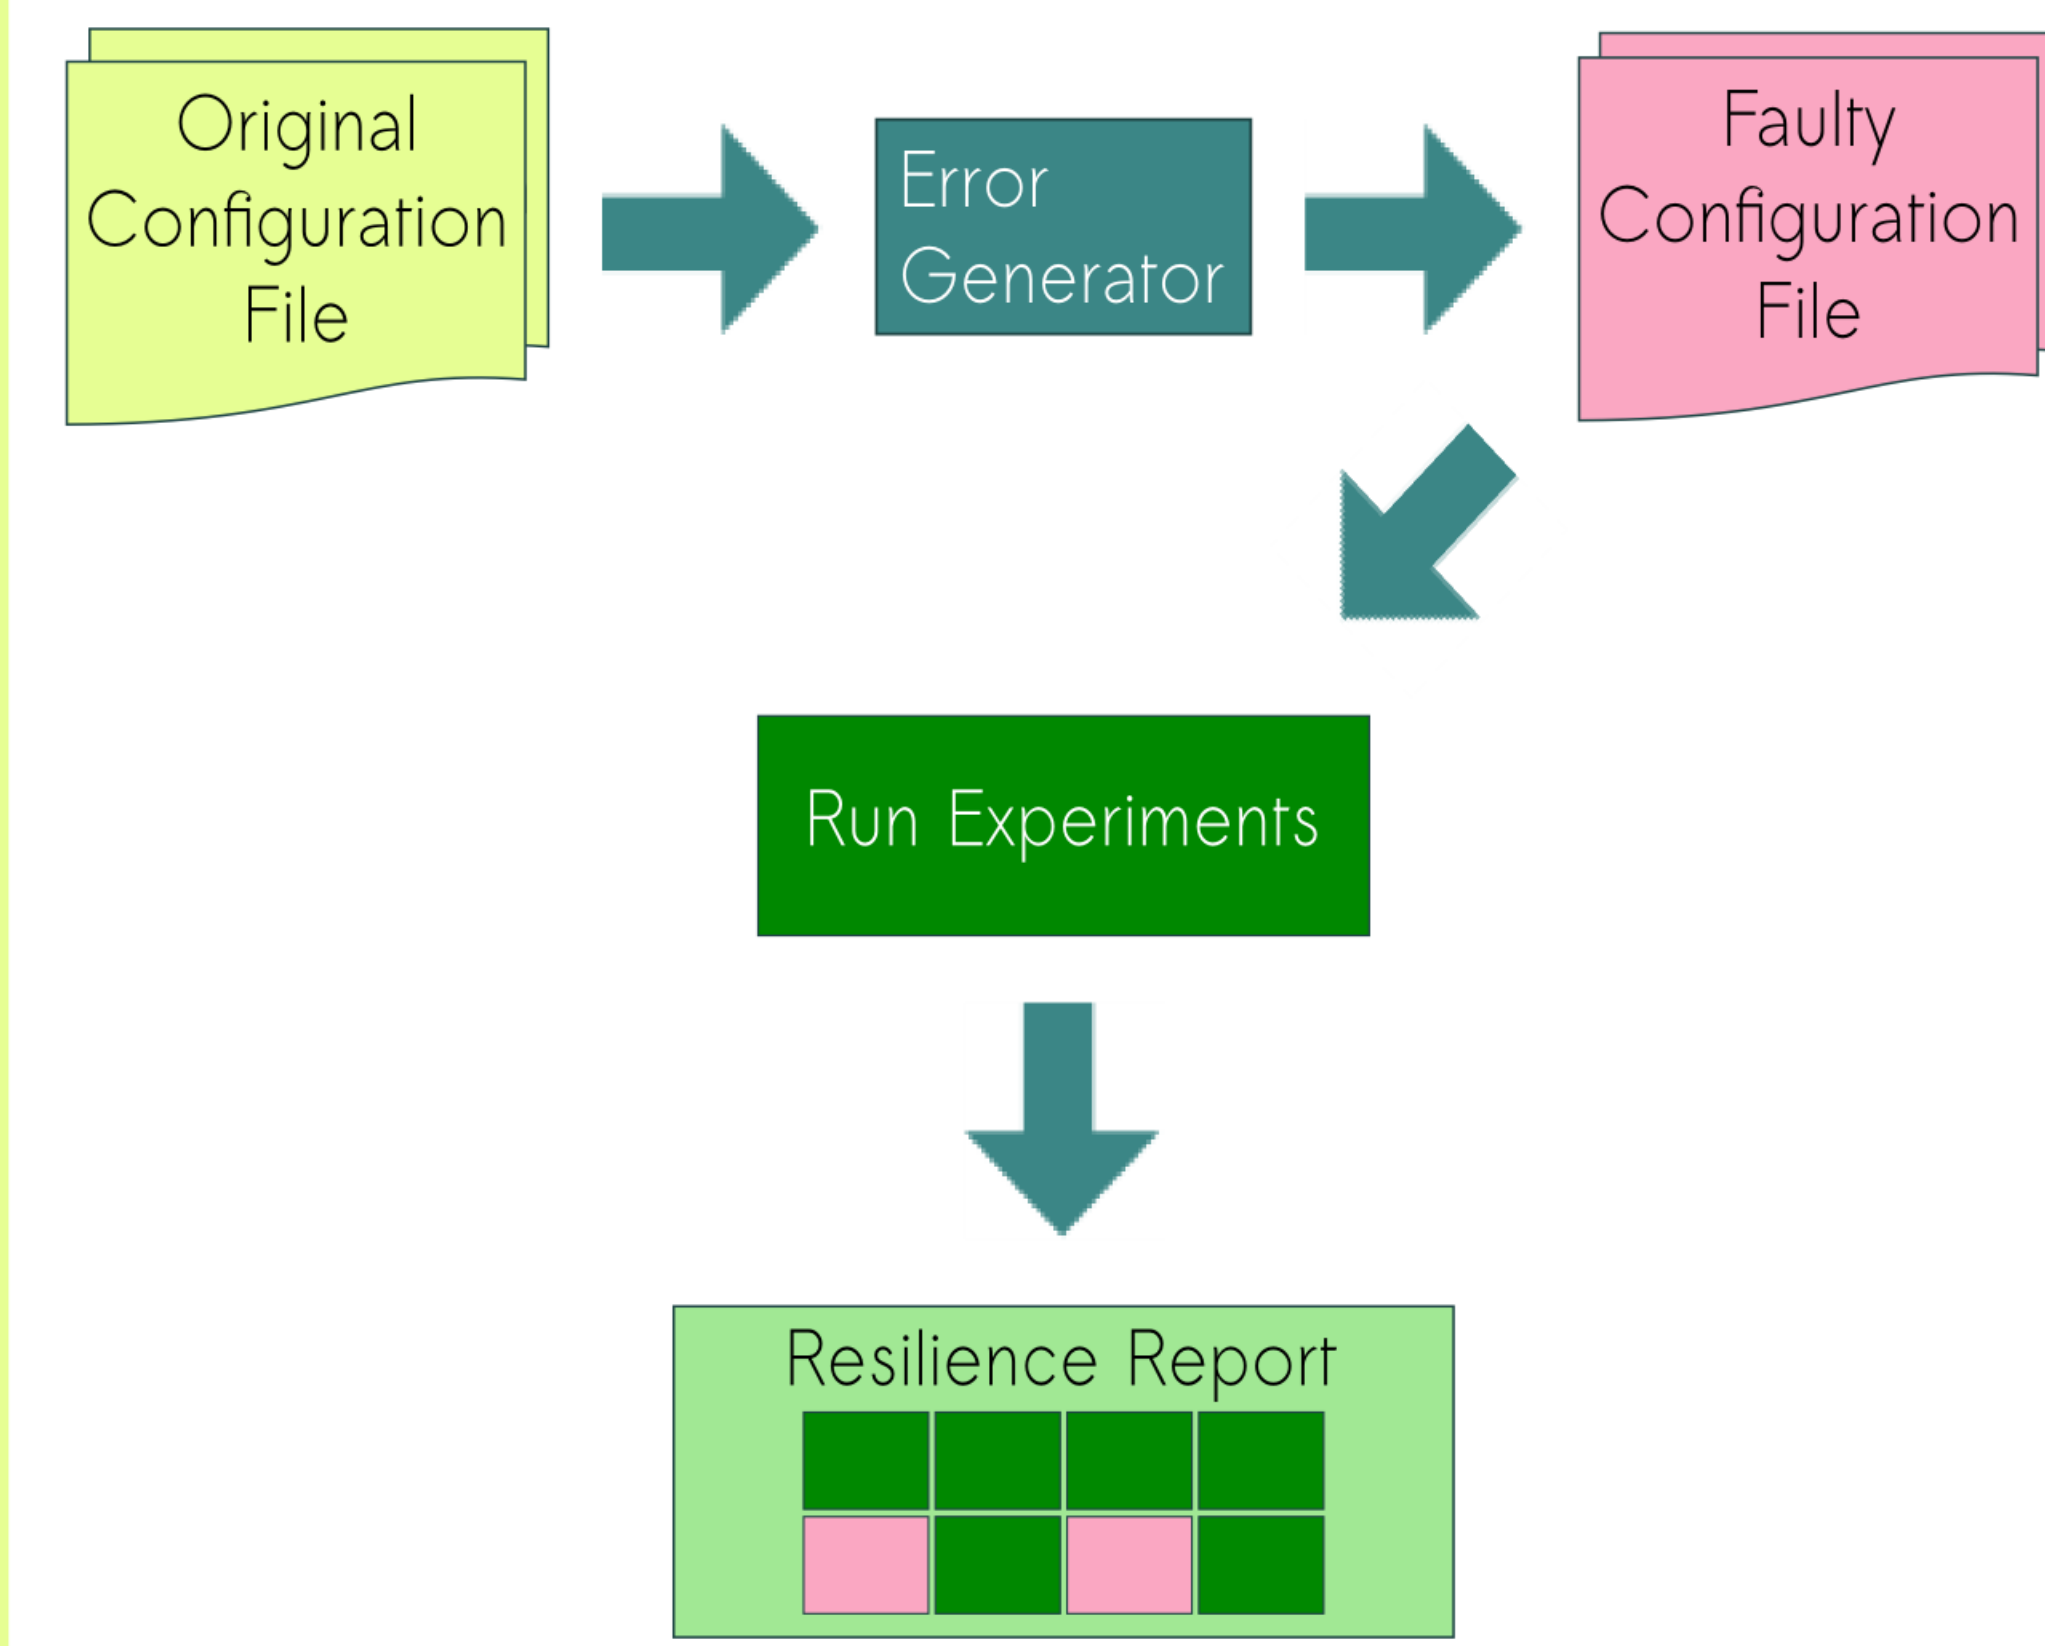 Original
Configuration
File
Error
Generator
Faulty
Configuration
File
Run Experiments
Resilience Report